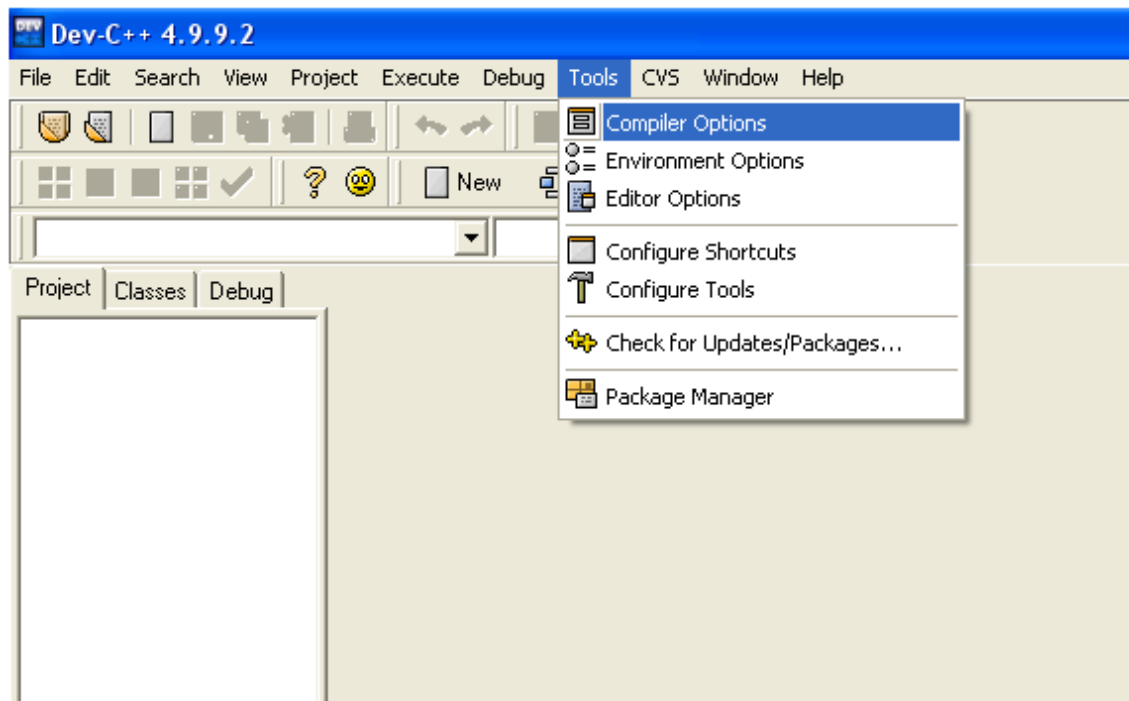 Dev-C++ 4.9.9.2
File Edit Search View Project Execute Debug Tools CVS Window Help
Compiler Options
Environment Options
Editor Options
Configure Shortcuts
Configure Tools
Check for Updates/Packages...
Package Manager
New
Project Classes Debug